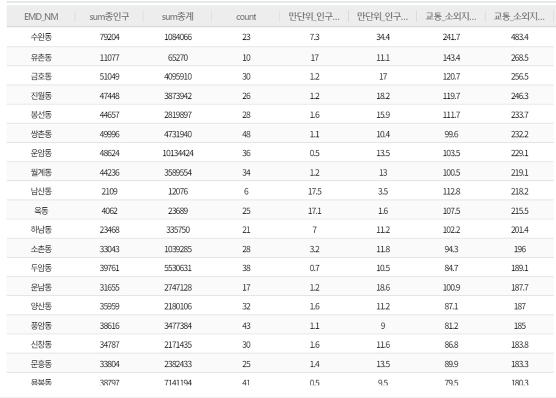 EMD_NM sum총인구 sum총계 count 만단위_인구... 만단위_인구... 교통_소외지... 교통_소외지...
수완동 79204 1084066 23 7.3 34.4 241.7 483.4
유촌동 11077 65270 10 17 11.1 143.4 268.5
금호동 51049 4095910 30 1.2 17 120.7 256.5
진월동 47448 3873942 26 1.2 18.2 119.7 246.3
봉선동 44657 2819897 28 1.6 15.9 111.7 233.7
쌍촌동 49996 4731940 48 1.1 10.4 99.6 232.2
운암동 48624 10134424 36 0.5 13.5 103.5 229.1
월계동 44236 3589554 34 1.2 13 100.5 219.1
남산동 2109 12076 6 17.5 3.5 112.8 218.2
옥동 4062 23689 25 17.1 1.6 107.5 215.5
하남동 23468 335750 21 7 11.2 102.2 201.4
소촌동 33043 1039285 28 3.2 11.8 94.3 196
두암동 39761 5530631 38 0.7 10.5 84.7 189.1
운남동 31655 2747128 17 1.2 18.6 100.9 187.7
양산동 35959 2180106 32 1.6 11.2 87.1 187
풍암동 38616 3477384 43 1.1 9 81.2 185
신창동 34787 2171435 30 1.6 11.6 86.8 183.8
문흥동 33804 2382433 25 1.4 13.5 89.9 183.3
용봉동 38797 7141194 41 0.5 9.5 79.5 180.3